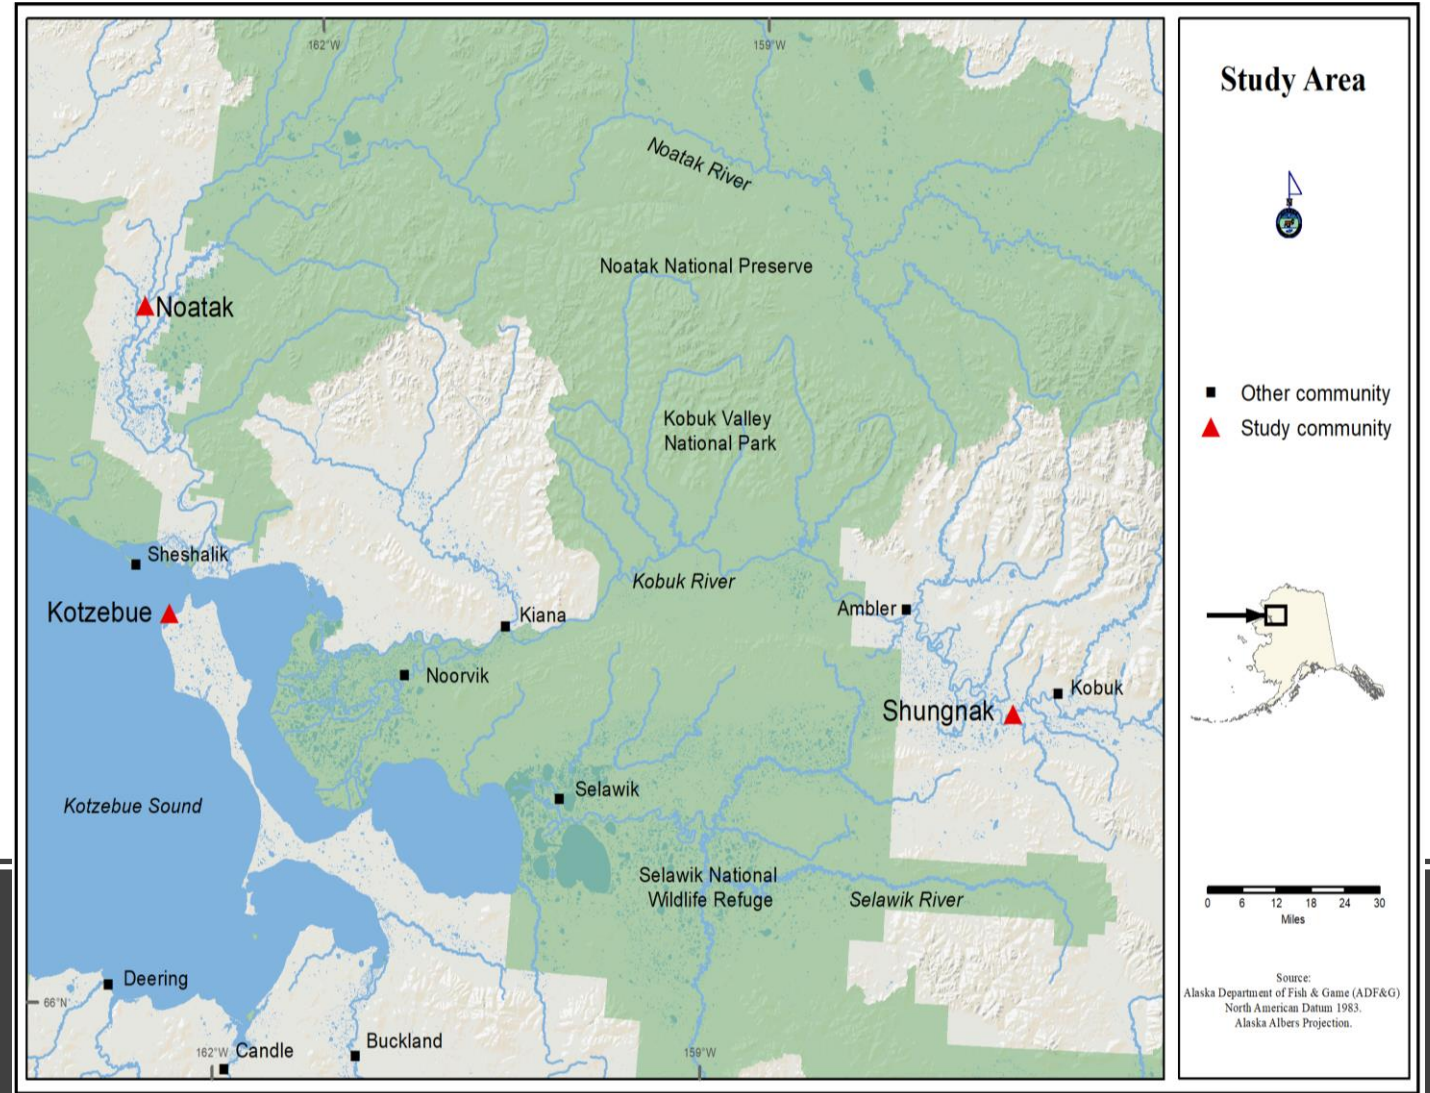 162°W
159°W
Noatak River
Noatak National Preserve
Noatak
Kobuk Valley
National Park
Sheshalik
Kobuk River
Kotzebue
Kiana
Ambler
Noorvik
Kobuk
Shungnak
Selawik
Kotzebue Sound
Selawik National
Wildlife Refuge
Selawik River
Deering
66°N
Buckland
162°W
Candle
159°W
Study Area
N
Other community
Study community
0 6 12 18 24 30
Miles
Source:
Alaska Department of Fish & Game (ADF&G)
North American Datum 1983.
Alaska Albers Projection.